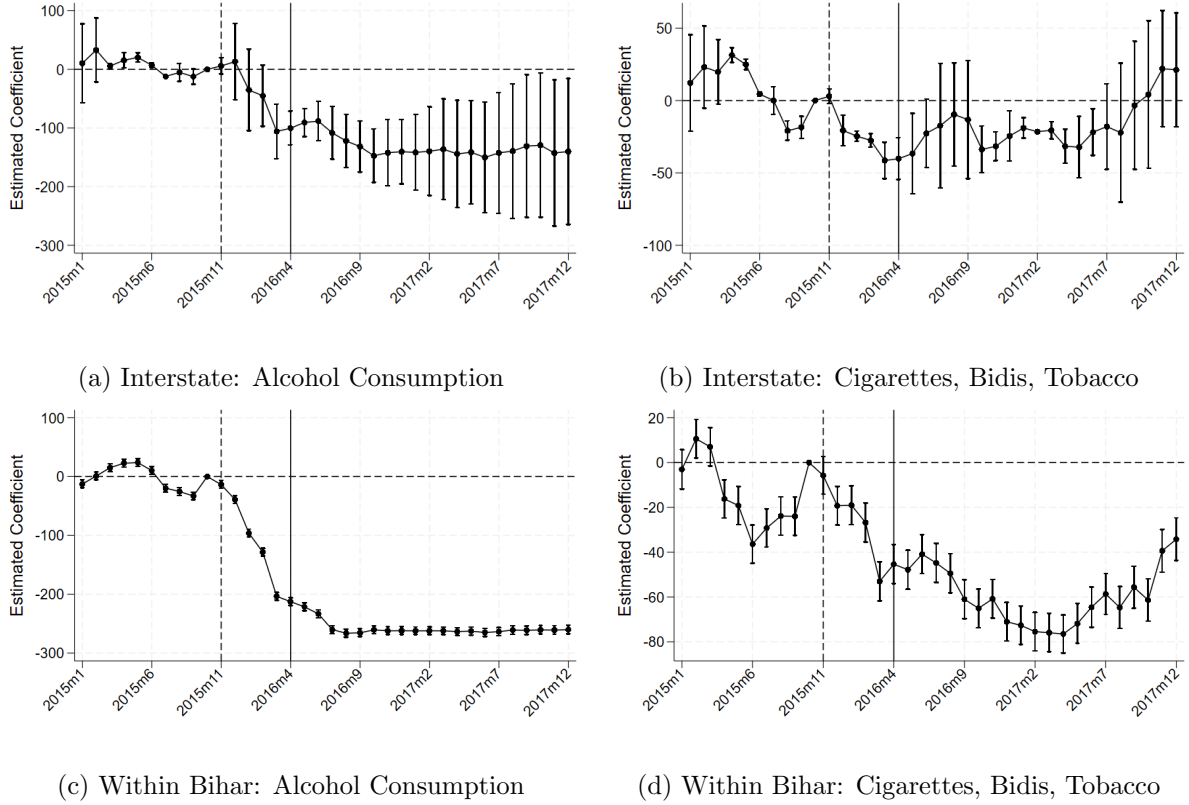 100
0
-100
-200
-300
Estimated Coefficient
2015m1
2015m6
2015m11
2016m4
2016m9
2017m2
2017m7
2017m12
50
0
-50
-100
Estimated Coefficient
2015m1
2015m6
2015m11
2016m4
2016m9
2017m2
2017m7
2017m12
(a) Interstate: Alcohol Consumption
(b) Interstate: Cigarettes, Bidis, Tobacco
100
0
-100
-200
-300
Estimated Coefficient
2015m1
2015m6
2015m11
2016m4
2016m9
2017m2
2017m7
2017m12
20
0
-20
-40
-60
-80
Estimated Coefficient
2015m1
2015m6
2015m11
2016m4
2016m9
2017m2
2017m7
2017m12
(c) Within Bihar: Alcohol Consumption
(d) Within Bihar: Cigarettes, Bidis, Tobacco